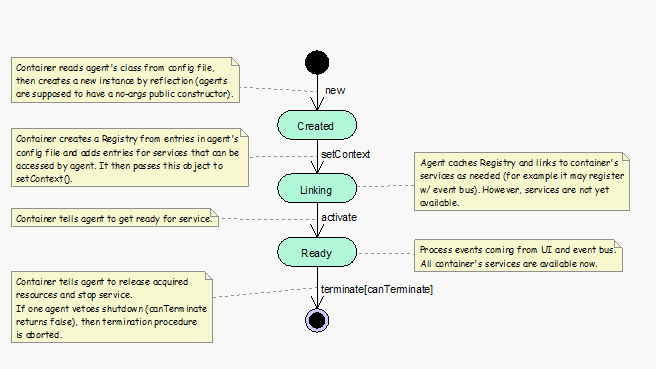 Container reads agent's class from config file,
then creates a new instance by reflection (agents
are supposed to have a no-args public constructor).
new
Created
Container creates a Registry from entries in agent's
config file and adds entries for services that can be
accessed by agent. It then passes this object to
setContext().
setContext
Linking
Agent caches Registry and links to container's
services as needed (for example it may register
w/ event bus). However, services are not yet
available.
Container tells agent to get ready for service.
activate
Ready
Process events coming from UI and event bus.
All container's services are available now.
Container tells agent to release acquired
resources and stop service.
If one agent vetoes shutdown (canTerminate
returns false), then termination procedure
is aborted.
terminate[canTerminate]